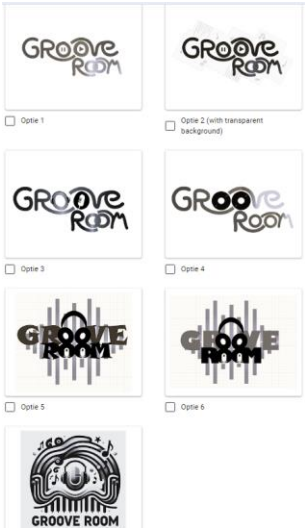 GROOVE
ROOM
GROOVE
ROOM
Optie 1
Optie 2 (with transparent
background)
GROOVE
ROOM
GROOVE
ROOM
Optie 3
Optie 4
GROOVE
ROOM
GROOVE
ROOM
Optie 5
Optie 6
GROOVE ROOM